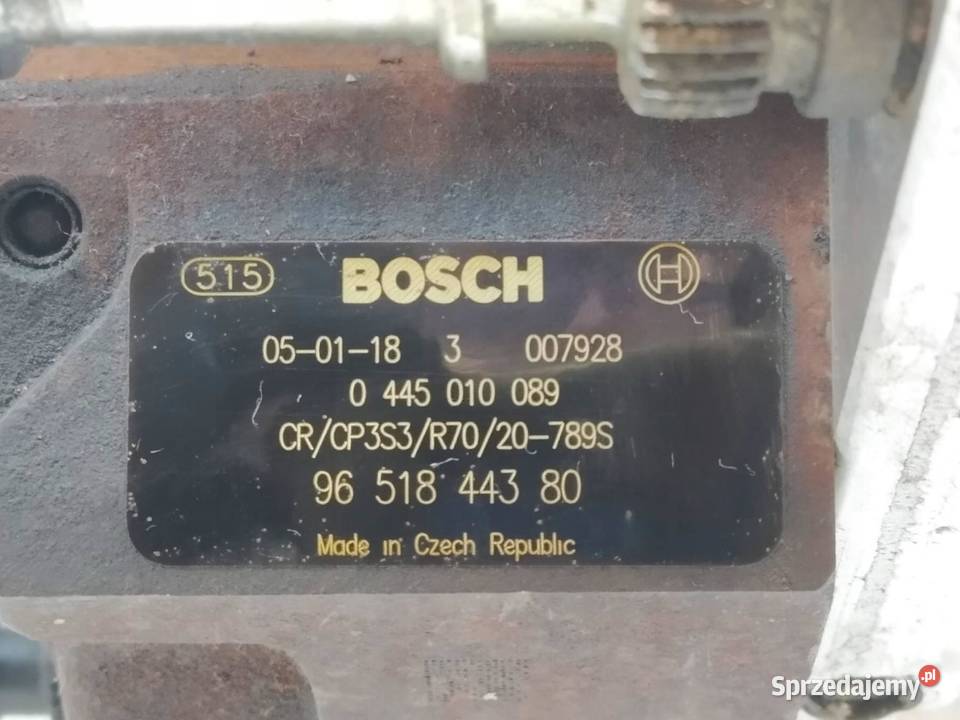 515 BOSCH
05-01-18 3 007928
0 445 010 089
CR/CP3S3/R70/20-789S
96 518 443 80
Made in Czech Republic
Sprzedajemy.pl